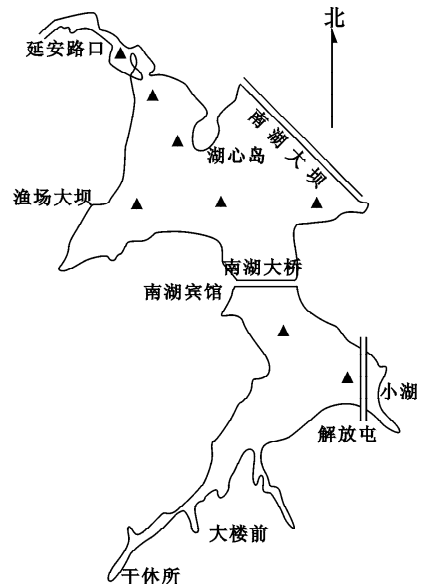 北
延安路口
南湖大坝
湖心岛
渔场大坝
南湖大桥
南湖宾馆
小湖
解放屯
大楼前
干休所